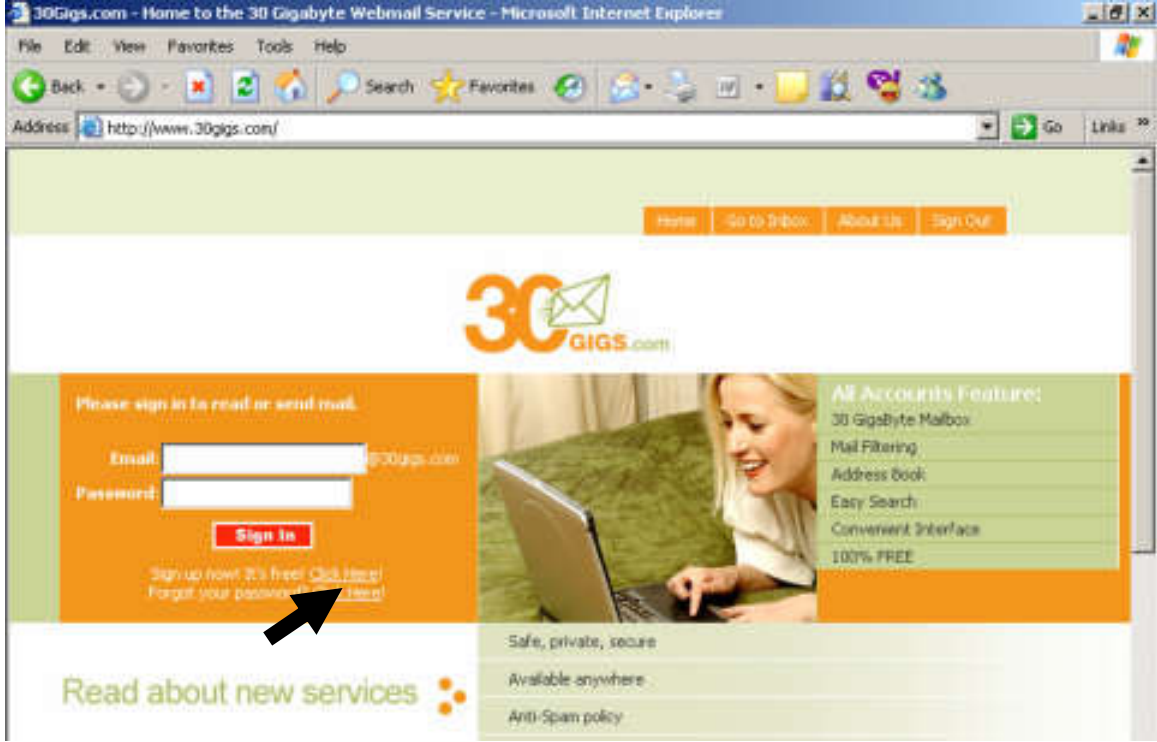 30Gigs.com - Home to the 30 Gigabyte Webmail Service - Microsoft Internet Explorer
File Edit View Favorites Tools Help
Back Search Favorites
Address http://www.30gigs.com/ Go Links »
Home Go to Inbox About Us Sign Out
30 GIGS.com
Please sign in to read or send mail.
Email: @30gigs.com
Password:
Sign In
Sign up now! It's free! Click Here!
Forgot your password? Here!
All Accounts Feature:
30 GigaByte Mailbox
Mail Filtering
Address Book
Easy Search
Convenient Interface
100% FREE
Read about new services
Safe, private, secure
Available anywhere
Anti-Spam policy